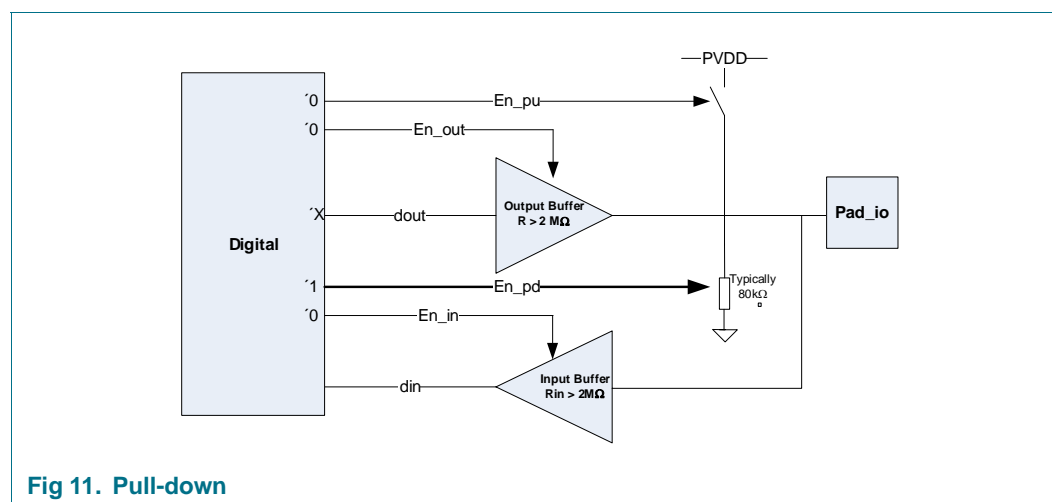 PVDD
´0
En_pu
´0
En_out
Output Buffer
R > 2 MΩ
Pad_io
´X
dout
Digital
´1
En_pd
Typically
80kΩ
´0
En_in
Input Buffer
Rin > 2MΩ
din
Fig 11. Pull-down